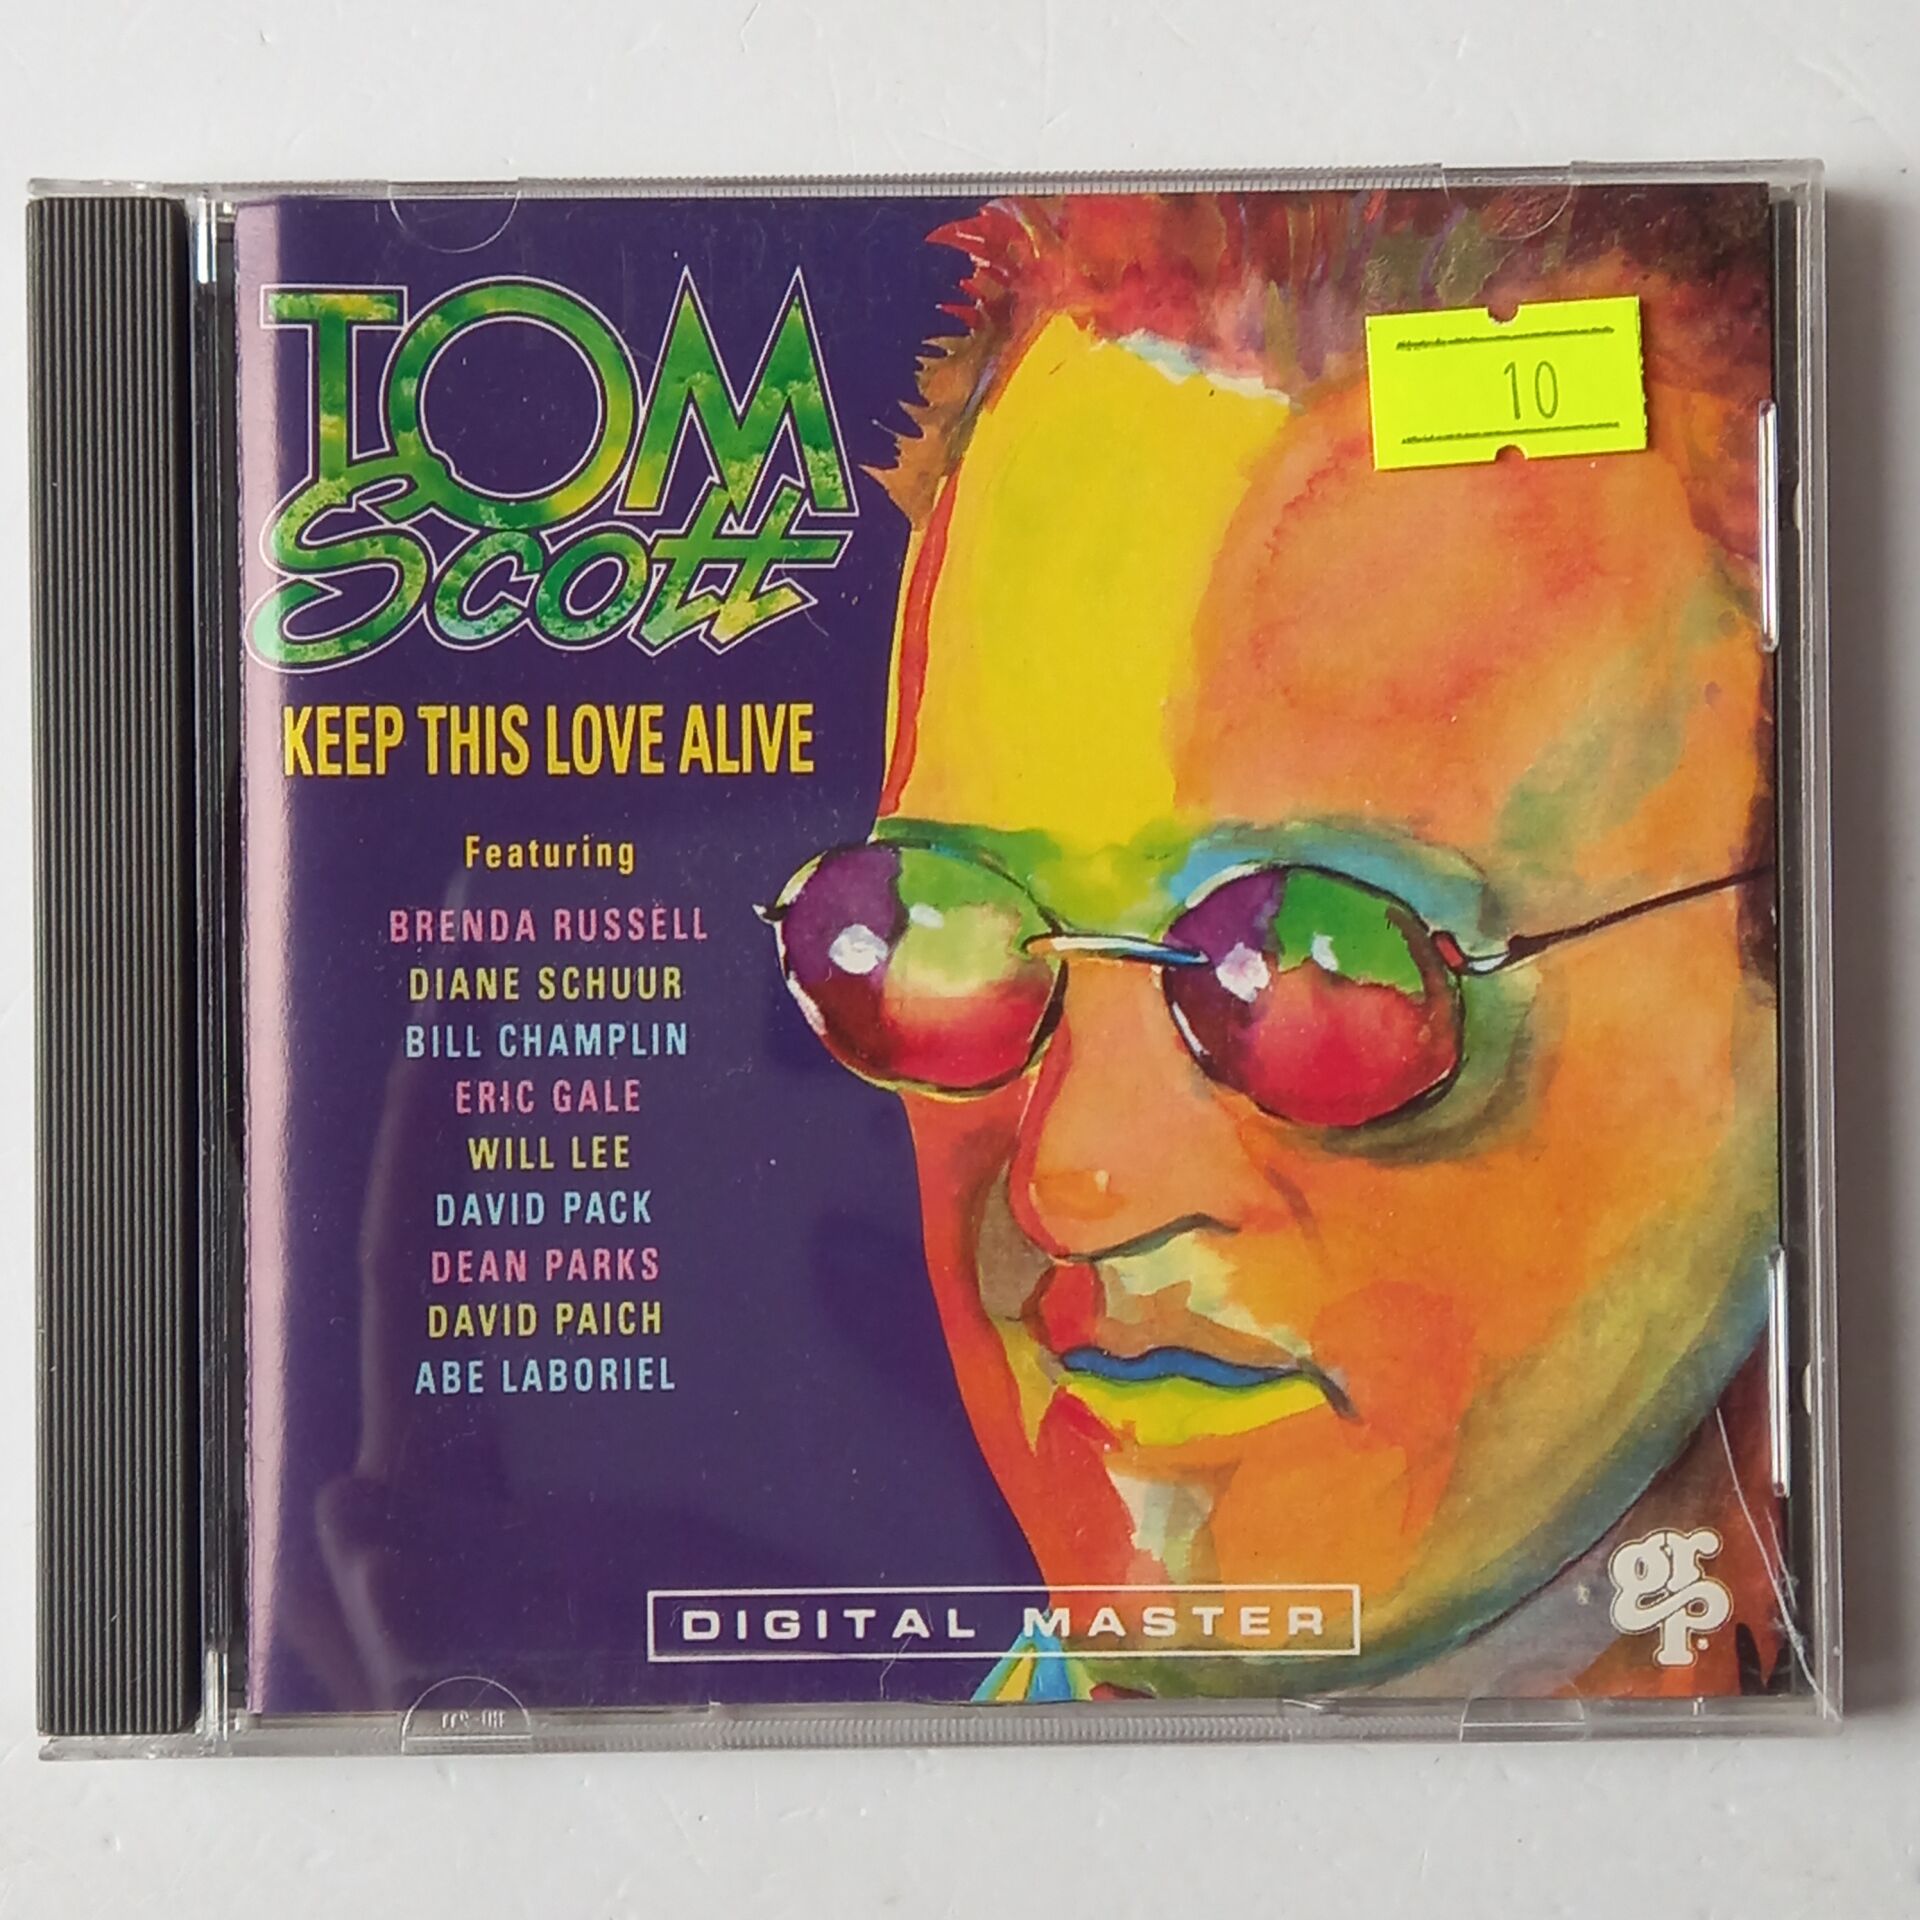 TOM
Scott
10
KEEP THIS LOVE ALIVE
Featuring
BRENDA RUSSELL
DIANE SCHUUR
BILL CHAMPLIN
ERIC GALE
WILL LEE
DAVID PACK
DEAN PARKS
DAVID PAICH
ABE LABORIEL
DIGITAL MASTER
grp